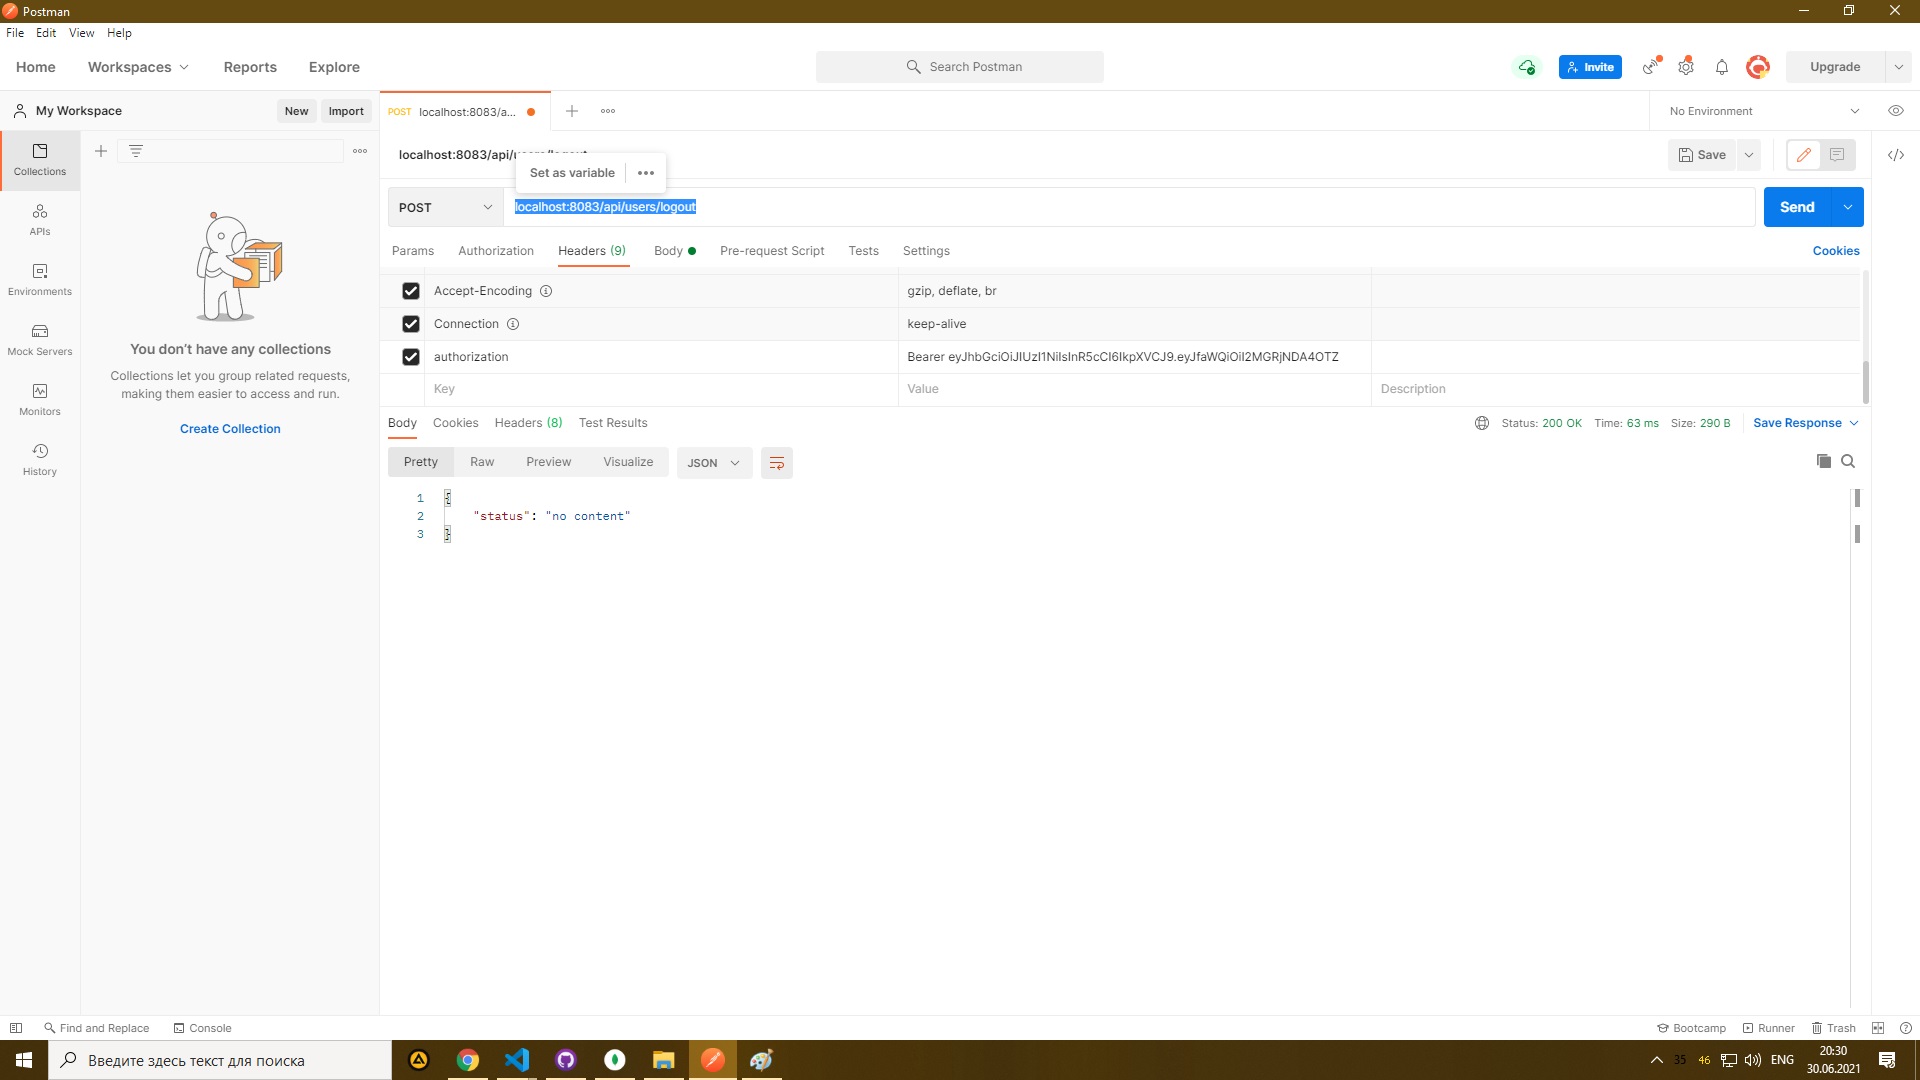 Postman
File Edit View Help
Home Workspaces Reports Explore Search Postman Invite Upgrade
My Workspace New Import POST localhost:8083/a... No Environment
localhost:8083/api/users/logout Save
Set as variable
POST localhost:8083/api/users/logout Send
Params Authorization Headers (9) Body Pre-request Script Tests Settings Cookies
Accept-Encoding gzip, deflate, br
Connection keep-alive
authorization Bearer eyJhbGciOiJIUzI1NiIsInR5cCI6IkpXVCJ9.eyJfaWQiOiI2MGRjNDA4OTZ
Key Value Description
Collections
APIs
Environments
Mock Servers
Monitors
History
You don’t have any collections
Collections let you group related requests,
making them easier to access and run.
Create Collection
Body Cookies Headers (8) Test Results Status: 200 OK Time: 63 ms Size: 290 B Save Response
Pretty Raw Preview Visualize JSON
1 {
2 "status": "no content"
3 }
Find and Replace Console Bootcamp Runner Trash
Введите здесь текст для поиска 35 46 ENG 20:30
30.06.2021